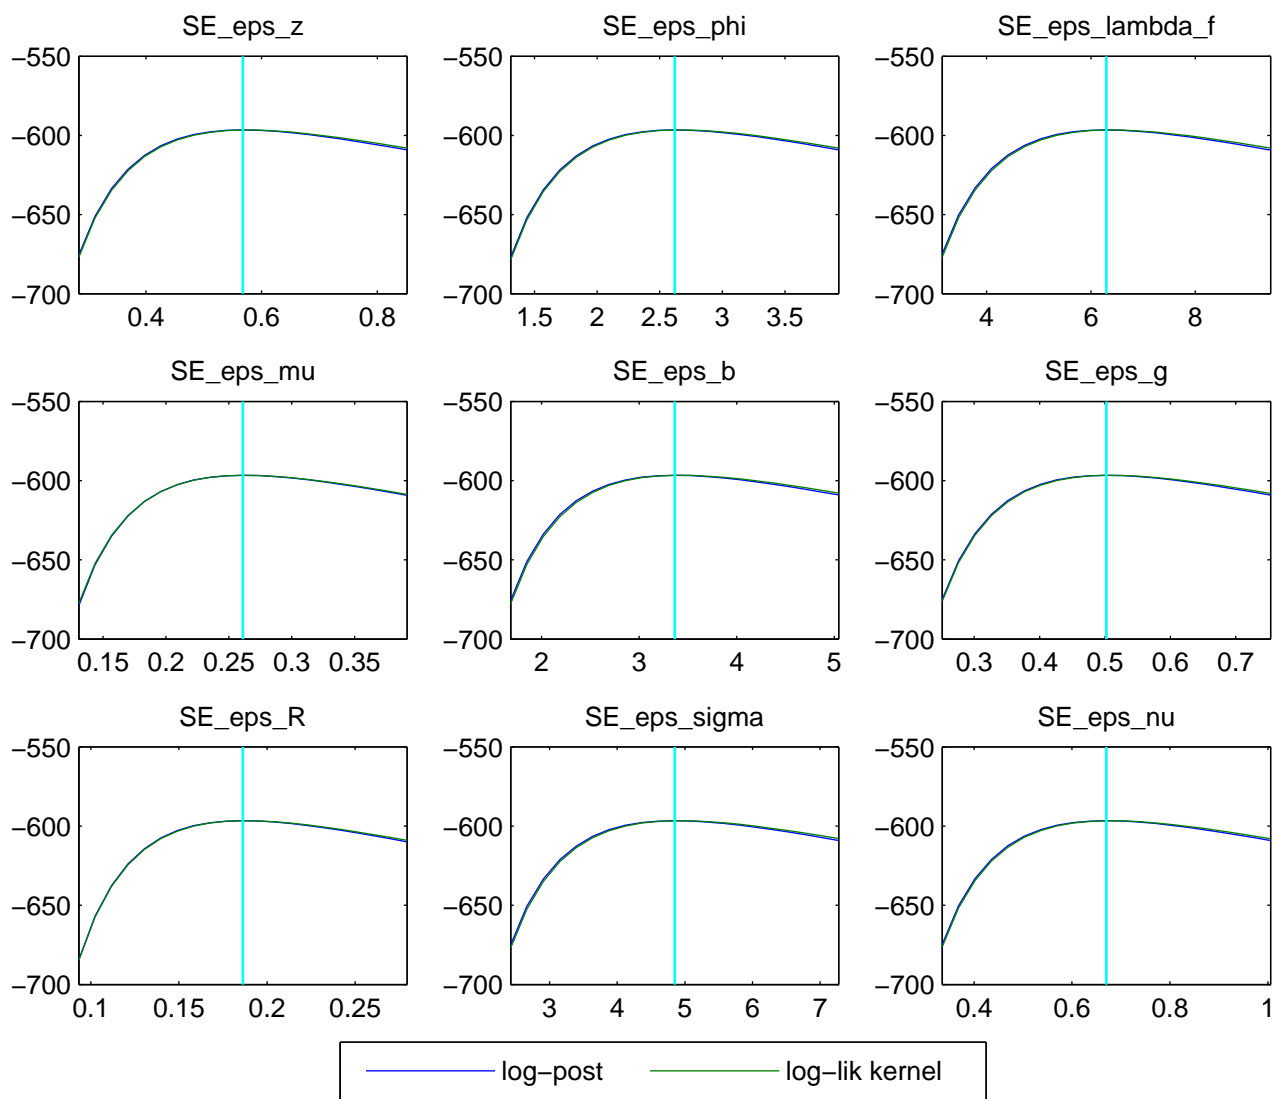 SE_eps_z SE_eps_phi SE_eps_lambda_f
−550 −550 −550
−600 −600 −600
−650 −650 −650
−700 −700 −700
0.4 0.6 0.8 1.5 2 2.5 3 3.5 4 6 8
SE_eps_mu SE_eps_b SE_eps_g
−550 −550 −550
−600 −600 −600
−650 −650 −650
−700 −700 −700
0.15 0.2 0.25 0.3 0.35 2 3 4 5 0.3 0.4 0.5 0.6 0.7
SE_eps_R SE_eps_sigma SE_eps_nu
−550 −550 −550
−600 −600 −600
−650 −650 −650
−700 −700 −700
0.1 0.15 0.2 0.25 3 4 5 6 7 0.4 0.6 0.8 1
log−post log−lik kernel